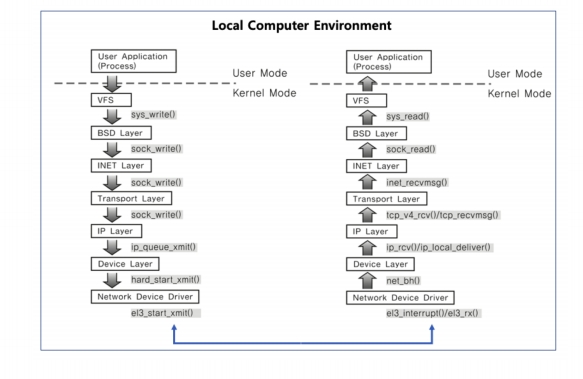 Local Computer Environment
User Application
(Process)
User Mode
Kernel Mode
VFS
sys_write()
BSD Layer
sock_write()
INET Layer
sock_write()
Transport Layer
sock_write()
IP Layer
ip_queue_xmit()
Device Layer
hard_start_xmit()
Network Device Driver
el3_start_xmit()
User Application
(Process)
User Mode
Kernel Mode
VFS
sys_read()
BSD Layer
sock_read()
INET Layer
inet_recvmsg()
Transport Layer
tcp_v4_rcv()/tcp_recvmsg()
IP Layer
ip_rcv()/ip_local_deliver()
Device Layer
net_bh()
Network Device Driver
el3_interrupt()/el3_rx()